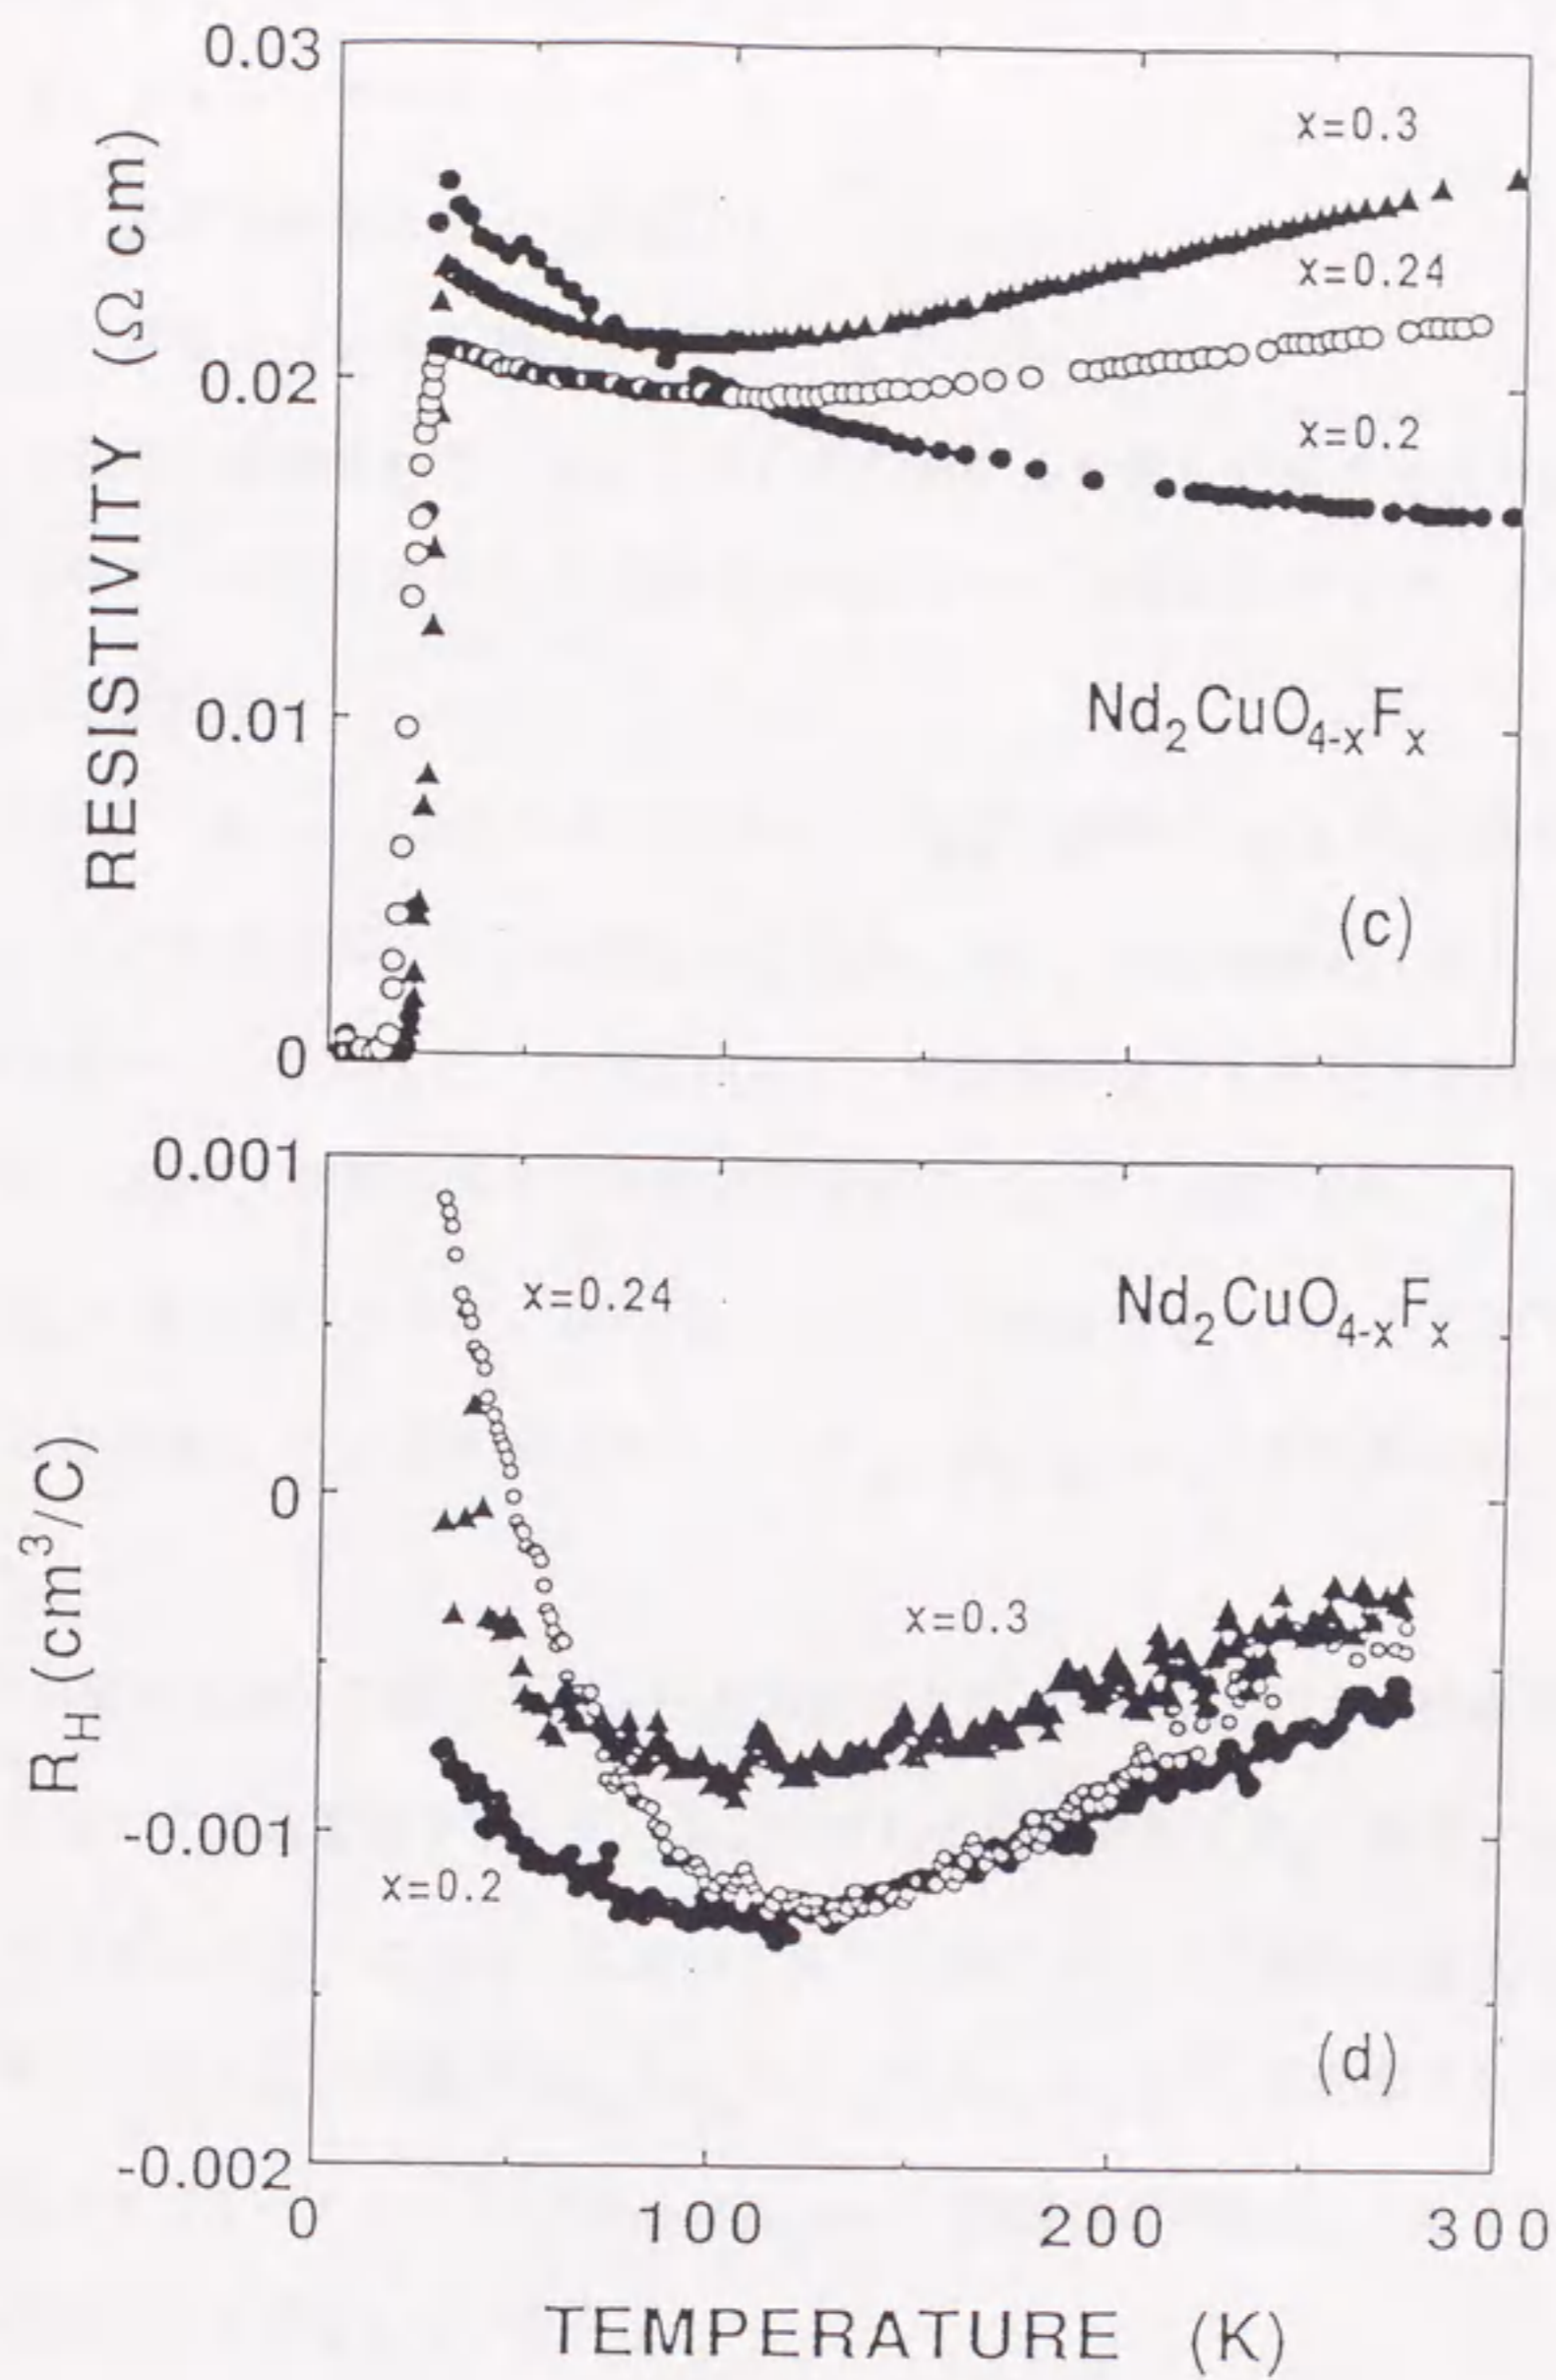 0.03
x=0.3
x=0.24
0.02
x=0.2
RESISTIVITY (Ω cm)
0.01
Nd₂CuO₄₋ₓFₓ
(c)
0
0.001
x=0.24
Nd₂CuO₄₋ₓFₓ
0
R_H (cm³/C)
x=0.3
-0.001
x=0.2
(d)
-0.002
0 100 200 300
TEMPERATURE (K)